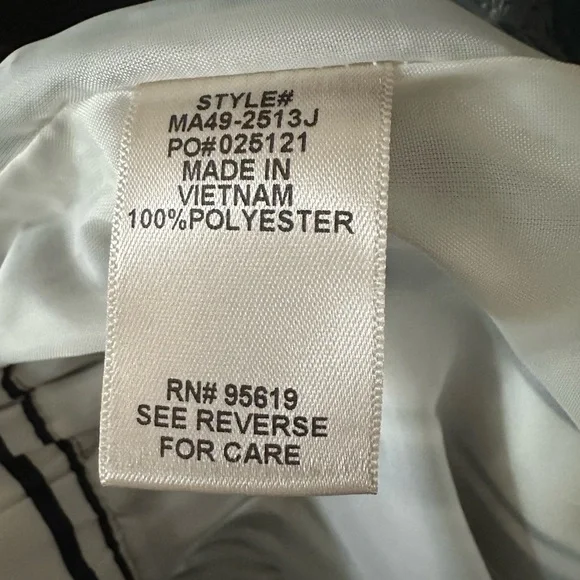 STYLE#
MA49-2513J
PO#025121
MADE IN
VIETNAM
100%POLYESTER
RN# 95619
SEE REVERSE
FOR CARE